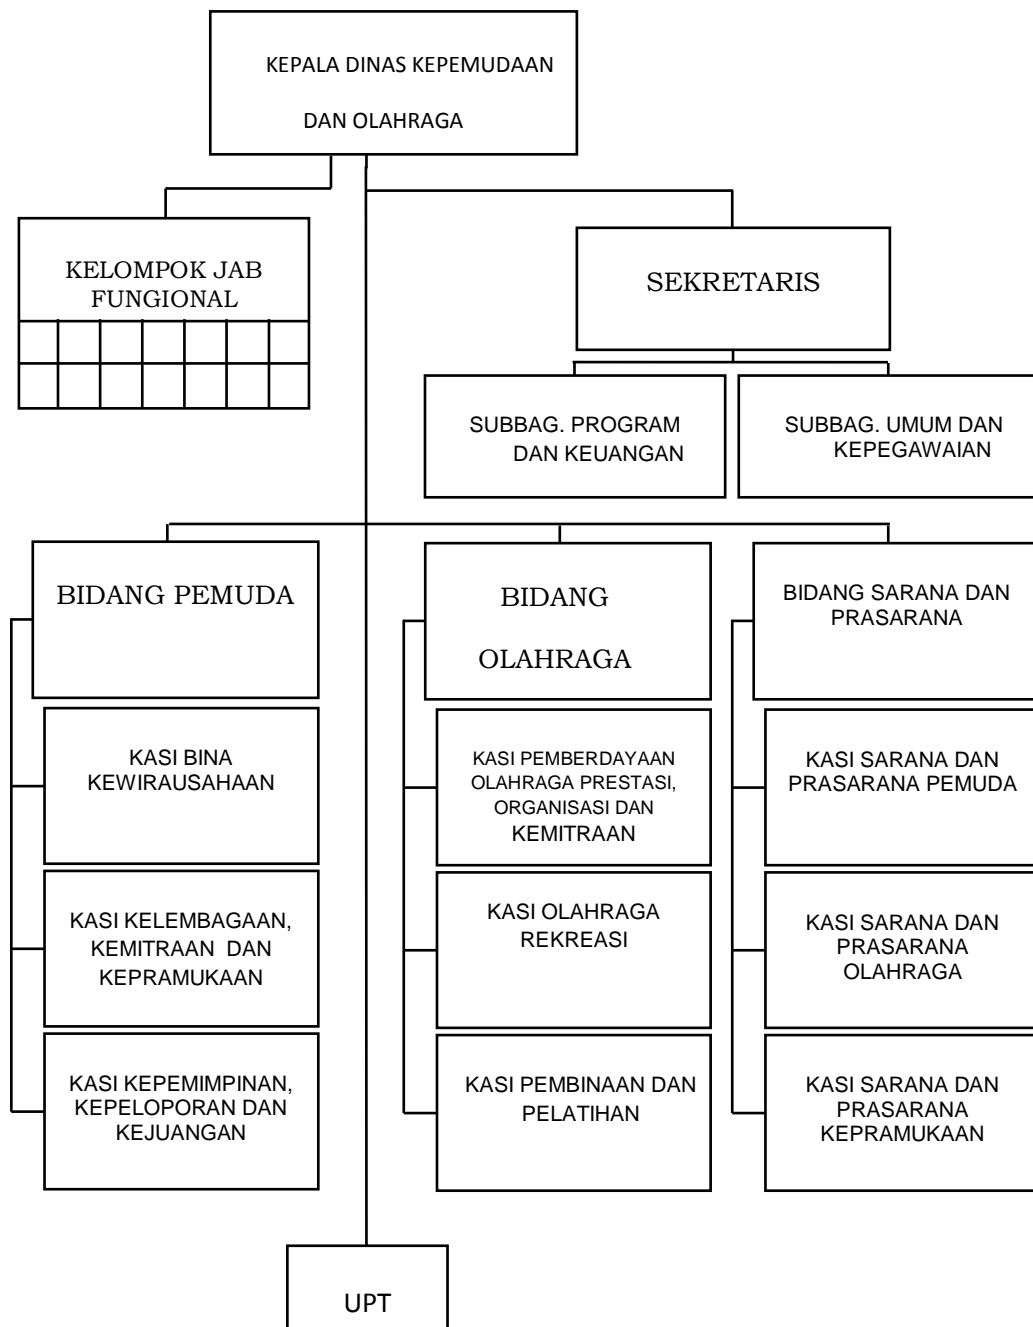 KEPALA DINAS KEPEMUDAAN
DAN OLAHRAGA
KELOMPOK JAB
FUNGIONAL
SEKRETARIS
SUBBAG. PROGRAM
DAN KEUANGAN
SUBBAG. UMUM DAN
KEPEGAWAIAN
BIDANG PEMUDA
BIDANG
OLAHRAGA
BIDANG SARANA DAN
PRASARANA
KASI BINA
KEWIRAUSAHAAN
KASI PEMBERDAYAAN
OLAHRAGA PRESTASI,
ORGANISASI DAN
KEMITRAAN
KASI SARANA DAN
PRASARANA PEMUDA
KASI KELEMBAGAAN,
KEMITRAAN DAN
KEPRAMUKAAN
KASI OLAHRAGA
REKREASI
KASI SARANA DAN
PRASARANA
OLAHRAGA
KASI KEPEMIMPINAN,
KEPELOPORAN DAN
KEJUANGAN
KASI PEMBINAAN DAN
PELATIHAN
KASI SARANA DAN
PRASARANA
KEPRAMUKAAN
UPT